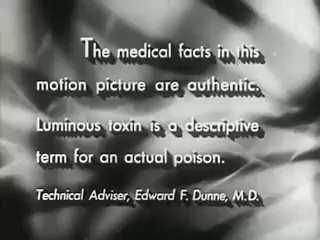 The medical facts in this
motion picture are authentic.
Luminous toxin is a descriptive
term for an actual poison.
Technical Adviser, Edward F. Dunne, M.D.